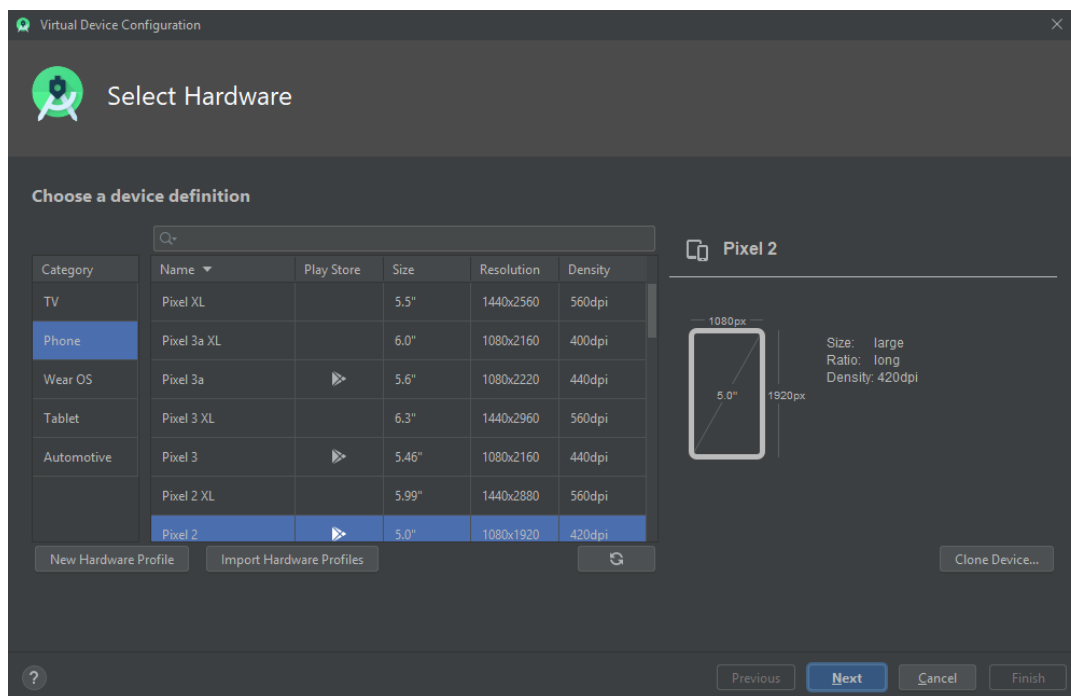 Virtual Device Configuration
Select Hardware
Choose a device definition
Category
TV
Phone
Wear OS
Tablet
Automotive
Name Play Store Size Resolution Density
Pixel XL 5.5" 1440x2560 560dpi
Pixel 3a XL 6.0" 1080x2160 400dpi
Pixel 3a 5.6" 1080x2220 440dpi
Pixel 3 XL 6.3" 1440x2960 560dpi
Pixel 3 5.46" 1080x2160 440dpi
Pixel 2 XL 5.99" 1440x2880 560dpi
Pixel 2 5.0" 1080x1920 420dpi
New Hardware Profile Import Hardware Profiles
Pixel 2
1080px
5.0"
1920px
Size: large
Ratio: long
Density: 420dpi
Clone Device...
? Previous Next Cancel Finish